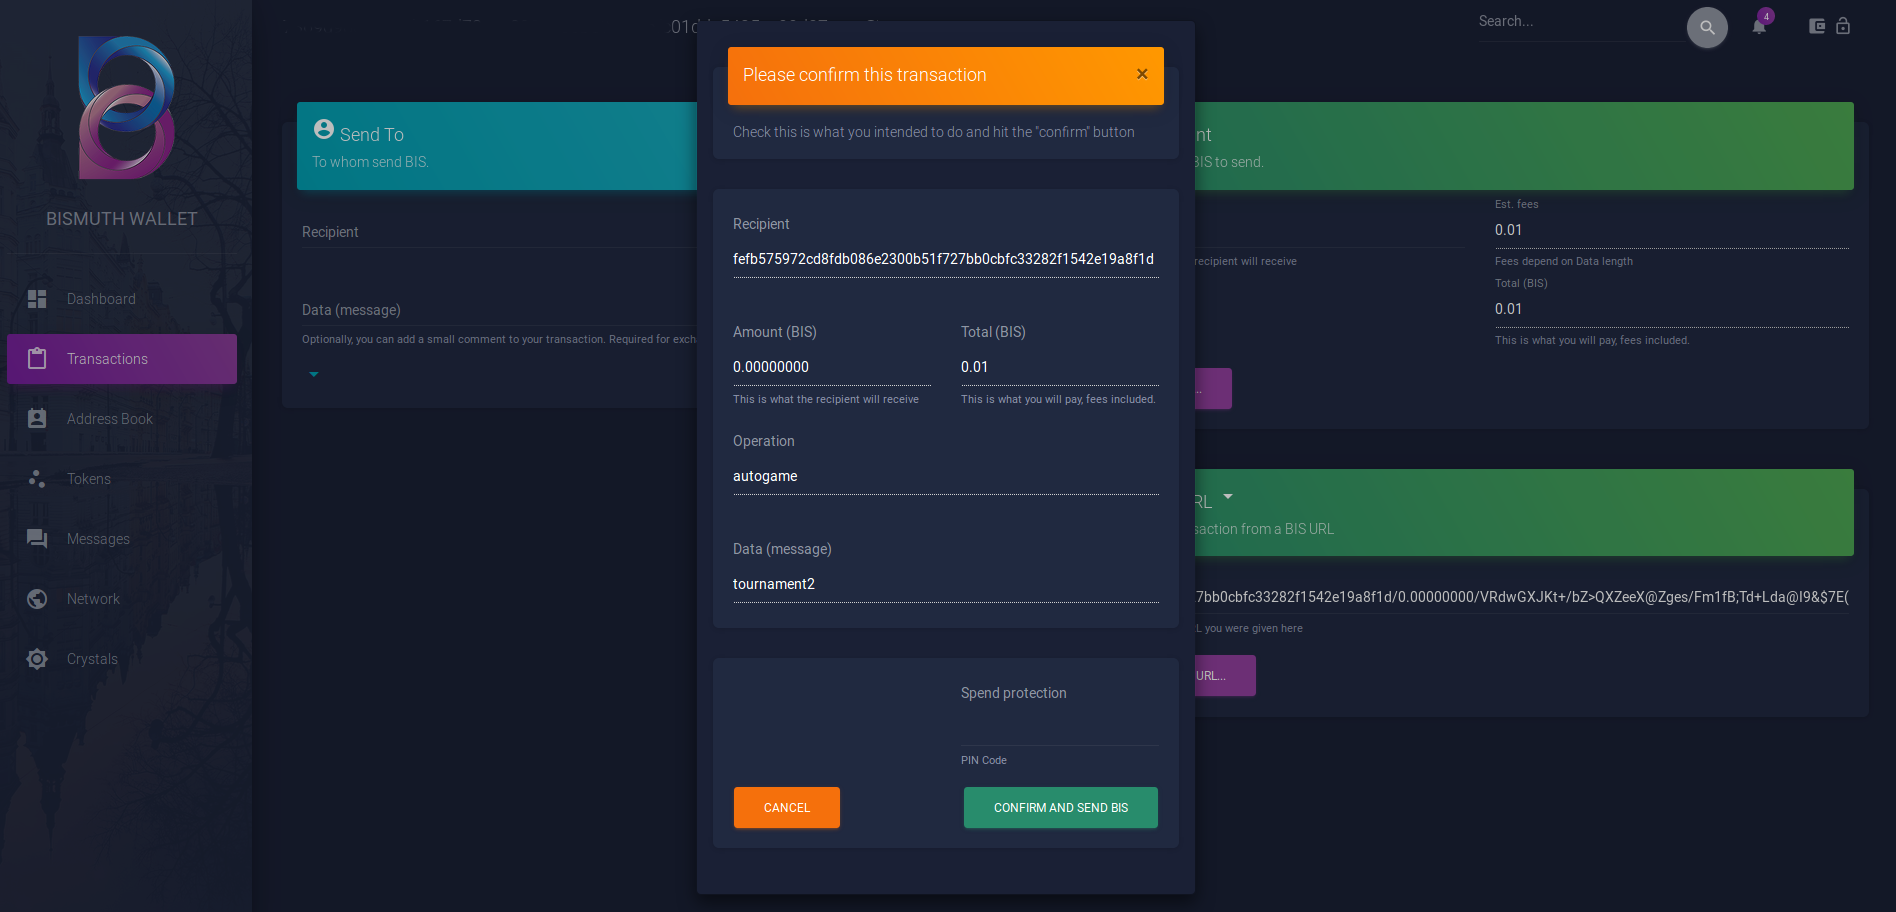 Search...
4
BISMUTH WALLET
Dashboard
Transactions
Address Book
Tokens
Messages
Network
Crystals
Send To
To whom send BIS.
Recipient
Data (message)
Optionally, you can add a small comment to your transaction. Required for exch
Please confirm this transaction
×
Check this is what you intended to do and hit the "confirm" button
Recipient
fefb575972cd8fdb086e2300b51f727bb0cbfc33282f1542e19a8f1d
Amount (BIS)
Total (BIS)
0.00000000
0.01
This is what the recipient will receive
This is what you will pay, fees included.
Operation
autogame
Data (message)
tournament2
Spend protection
PIN Code
CANCEL
CONFIRM AND SEND BIS
nt
BIS to send.
Est. fees
0.01
recipient will receive
Fees depend on Data length
Total (BIS)
0.01
This is what you will pay, fees included.
...
RL
saction from a BIS URL
7bb0cbfc33282f1542e19a8f1d/0.00000000/VRdwGXJKt+/bZ>QXZeeX@Zges/Fm1fB;Td+Lda@I9&$7E(
L you were given here
URL...